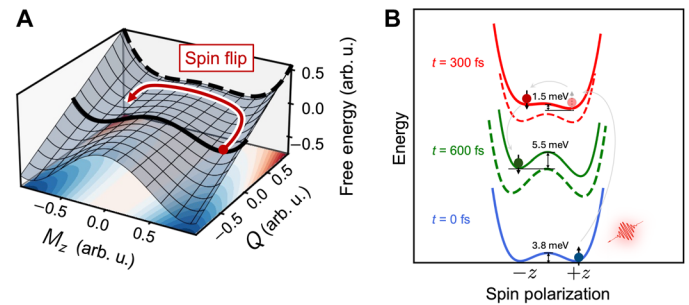 A
Spin flip
0.5
0.0
-0.5
Free energy (arb. u.)
-0.5
0.0
0.5
M_z (arb. u.)
-0.5
0.0
0.5
Q (arb. u.)
B
Energy
t = 300 fs
1.5 meV
t = 600 fs
5.5 meV
t = 0 fs
3.8 meV
−z
+z
Spin polarization